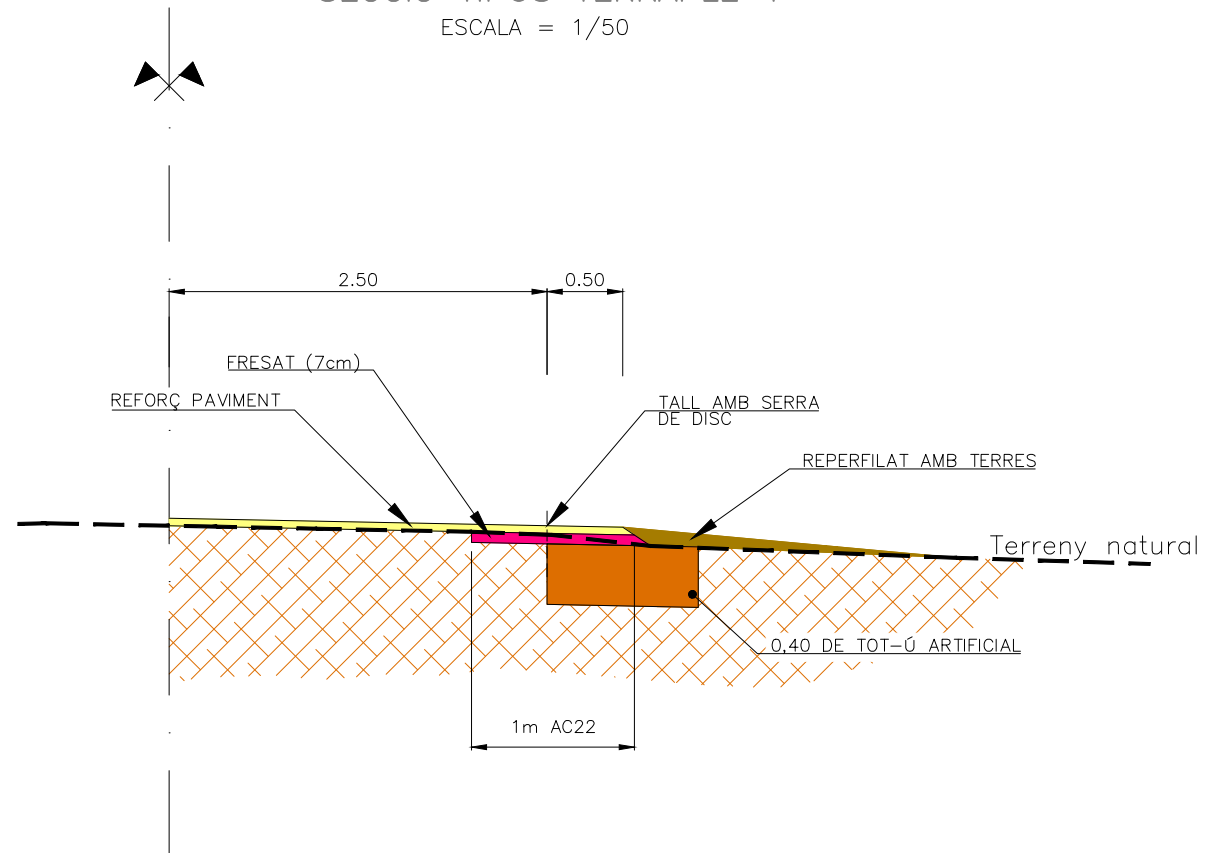 ESCALA = 1/50
2.50
0.50
FRESAT (7cm)
REFORÇ PAVIMENT
TALL AMB SERRA
DE DISC
REPERFILAT AMB TERRES
Terreny natural
0,40 DE TOT-Ú ARTIFICIAL
1m AC22